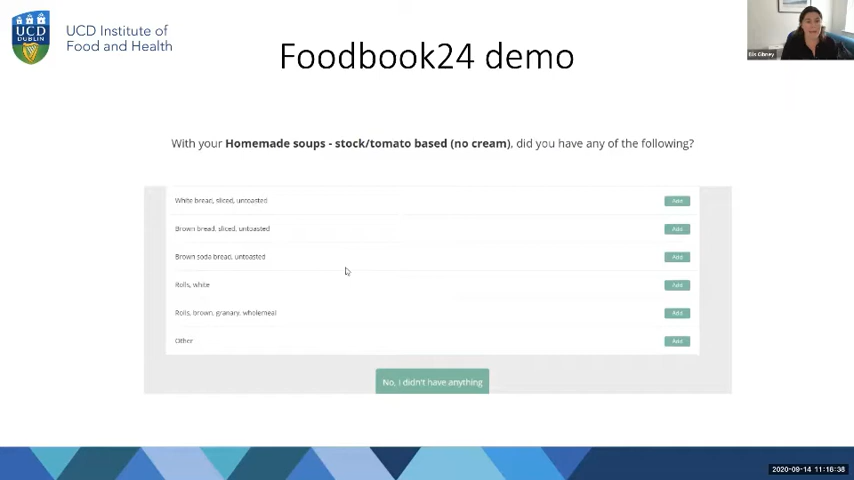 UCD
DUBLIN
UCD Institute of
Food and Health
Foodbook24 demo
Eile Gibney
With your Homemade soups - stock/tomato based (no cream), did you have any of the following?
White bread, sliced, untoasted Add
Brown bread, sliced, untoasted Add
Brown soda bread, untoasted Add
Rolls, white Add
Rolls, brown, granary, wholemeal Add
Other Add
No, I didn't have anything
2020-09-14 11:18:38